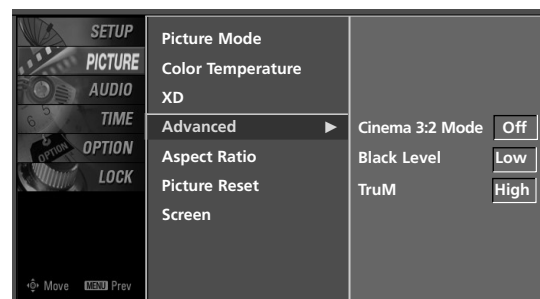 SETUP
PICTURE
AUDIO
TIME
OPTION
LOCK
Move MENU Prev
Picture Mode
Color Temperature
XD
Advanced ▶
Aspect Ratio
Picture Reset
Screen
Cinema 3:2 Mode Off
Black Level Low
TruM High